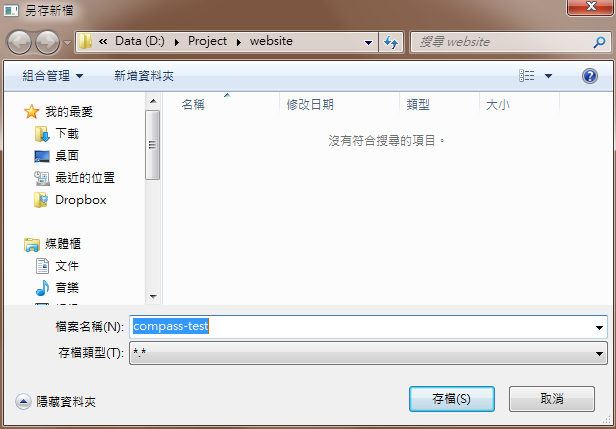 另存新檔
« Data (D:) ▸ Project ▸ website
搜尋 website
組合管理 ▼ 新增資料夾
名稱 修改日期 類型 大小
我的最愛
沒有符合搜尋的項目。
下載
桌面
最近的位置
Dropbox
媒體櫃
文件
音樂
檔案名稱(N): compass-test
存檔類型(T): *.*
隱藏資料夾
存檔(S) 取消